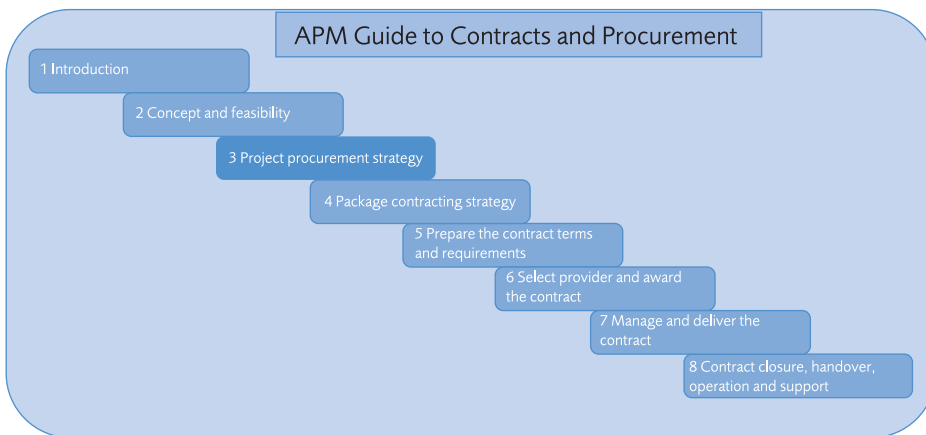 APM Guide to Contracts and Procurement
1 Introduction
2 Concept and feasibility
3 Project procurement strategy
4 Package contracting strategy
5 Prepare the contract terms
and requirements
6 Select provider and award
the contract
7 Manage and deliver the
contract
8 Contract closure, handover,
operation and support